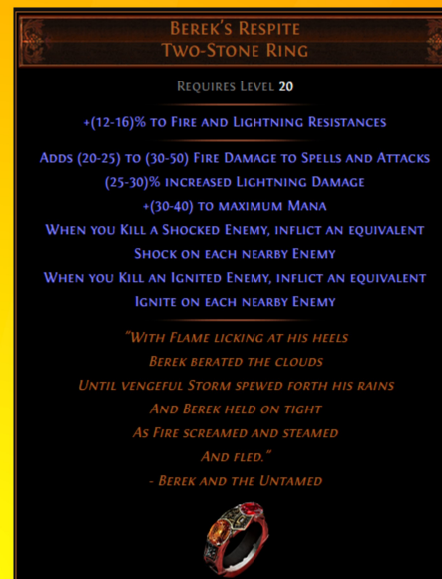 Berek's Respite
Two-Stone Ring
Requires Level 20
+(12-16)% to Fire and Lightning Resistances
Adds (20-25) to (30-50) Fire Damage to Spells and Attacks
(25-30)% increased Lightning Damage
+(30-40) to maximum Mana
When you Kill a Shocked Enemy, inflict an equivalent
Shock on each nearby Enemy
When you Kill an Ignited Enemy, inflict an equivalent
Ignite on each nearby Enemy
"With Flame licking at his heels
Berek berated the clouds
Until vengeful Storm spewed forth his rains
And Berek held on tight
As Fire screamed and steamed
And fled."
- Berek and the Untamed